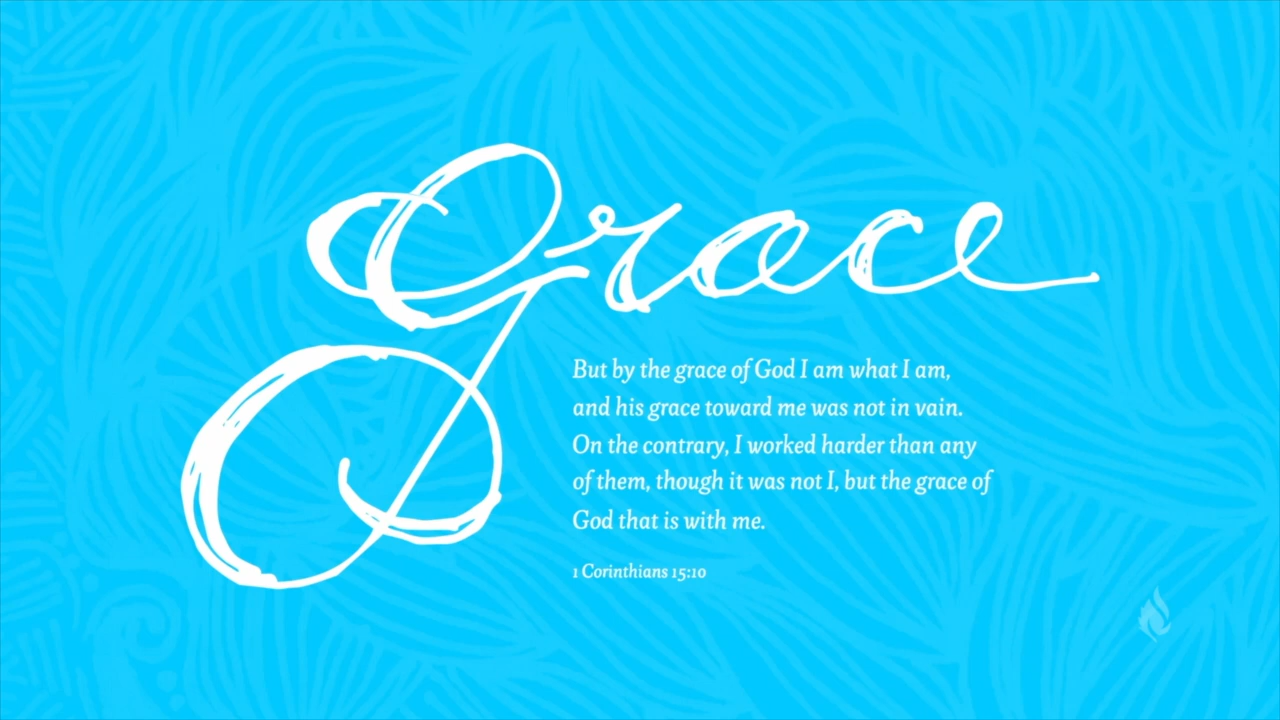 Grace
But by the grace of God I am what I am,
and his grace toward me was not in vain.
On the contrary, I worked harder than any
of them, though it was not I, but the grace of
God that is with me.
1 Corinthians 15:10